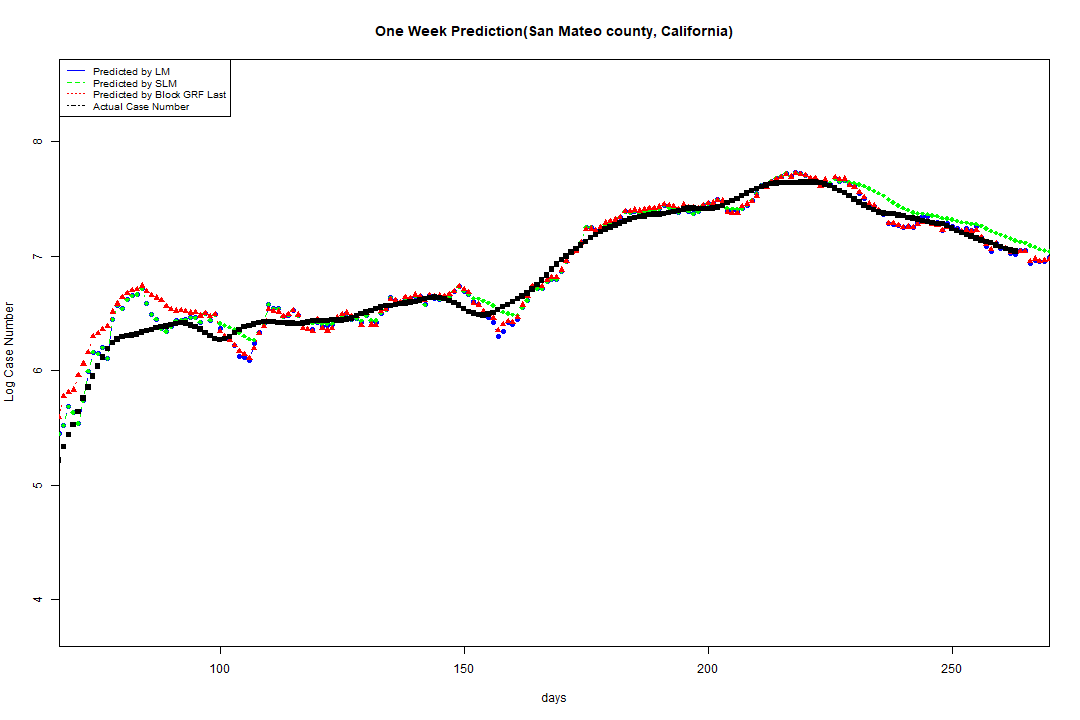 One Week Prediction(San Mateo county, California)
Predicted by LM
Predicted by SLM
Predicted by Block GRF Last
Actual Case Number
Log Case Number
8
7
6
5
4
100 150 200 250
days